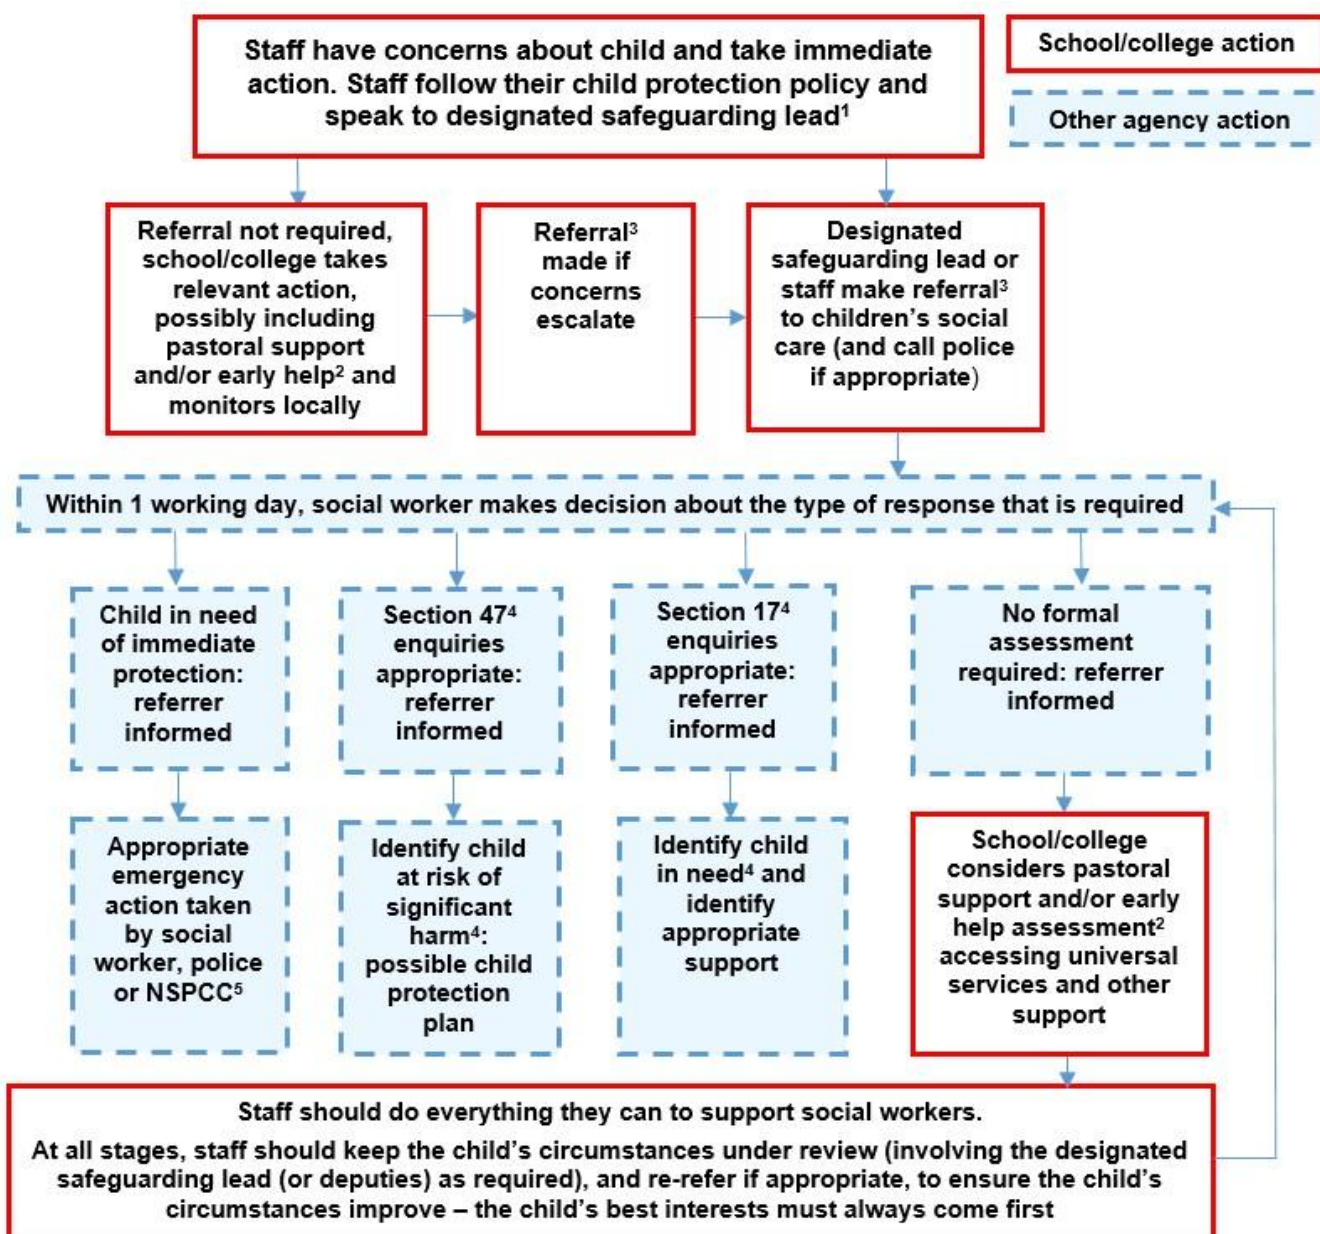 Staff have concerns about child and take immediate
action. Staff follow their child protection policy and
speak to designated safeguarding lead¹
School/college action
Other agency action
Referral not required,
school/college takes
relevant action,
possibly including
pastoral support
and/or early help² and
monitors locally
Referral³
made if
concerns
escalate
Designated
safeguarding lead or
staff make referral³
to children’s social
care (and call police
if appropriate)
Within 1 working day, social worker makes decision about the type of response that is required
Child in need
of immediate
protection:
referrer
informed
Section 47⁴
enquiries
appropriate:
referrer
informed
Section 17⁴
enquiries
appropriate:
referrer
informed
No formal
assessment
required: referrer
informed
Appropriate
emergency
action taken
by social
worker, police
or NSPCC⁵
Identify child
at risk of
significant
harm⁴:
possible child
protection
plan
Identify child
in need⁴ and
identify
appropriate
support
School/college
considers pastoral
support and/or early
help assessment²
accessing universal
services and other
support
Staff should do everything they can to support social workers.
At all stages, staff should keep the child’s circumstances under review (involving the designated
safeguarding lead (or deputies) as required), and re-refer if appropriate, to ensure the child’s
circumstances improve – the child’s best interests must always come first